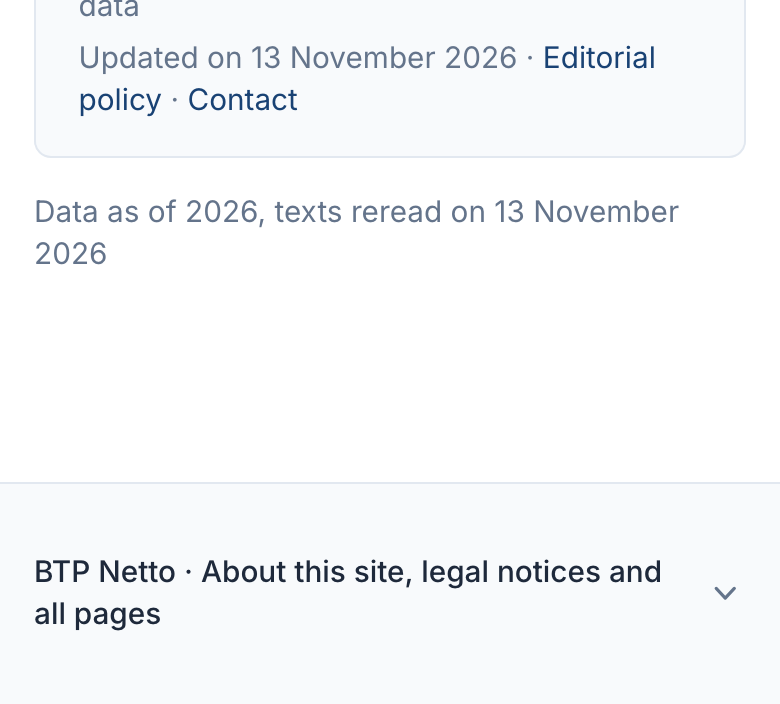 data
Updated on 13 November 2026 · Editorial
policy · Contact
Data as of 2026, texts reread on 13 November
2026
BTP Netto · About this site, legal notices and
all pages